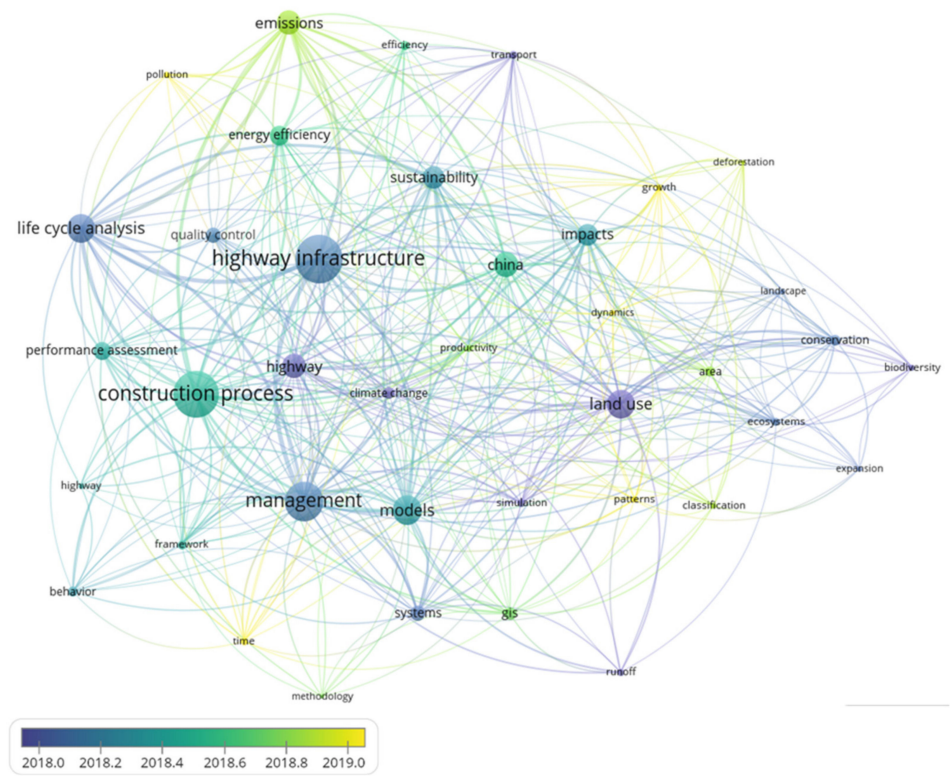 emissions
efficiency
transport
pollution
energy efficiency
deforestation
sustainability
growth
life cycle analysis
quality control
impacts
highway infrastructure
china
landscape
dynamics
conservation
productivity
performance assessment
highway
biodiversity
area
climate change
construction process
land use
ecosystems
expansion
highway
management
simulation
patterns
classification
models
framework
behavior
systems
gis
time
runoff
methodology
2018.0 2018.2 2018.4 2018.6 2018.8 2019.0